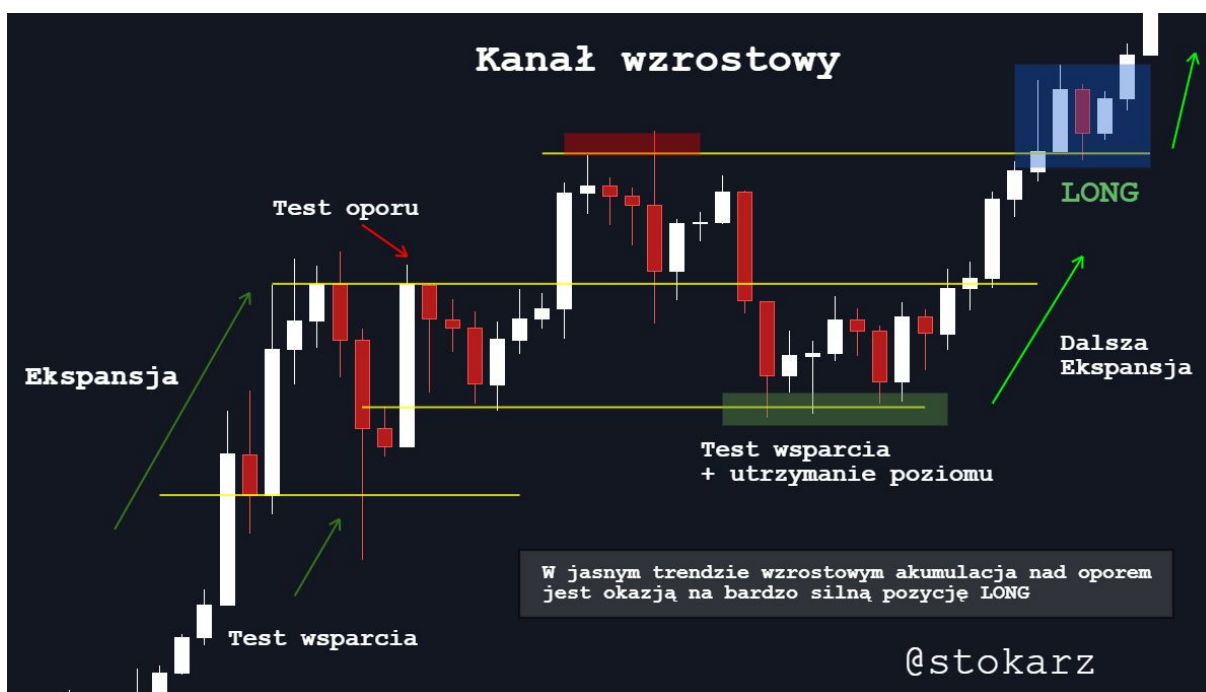 Kanał wzrostowy
Test oporu
LONG
Ekspansja
Dalsza
Ekspansja
Test wsparcia
+ utrzymanie poziomu
W jasnym trendzie wzrostowym akumulacja nad oporem
jest okazją na bardzo silną pozycję LONG
Test wsparcia
@stokarz